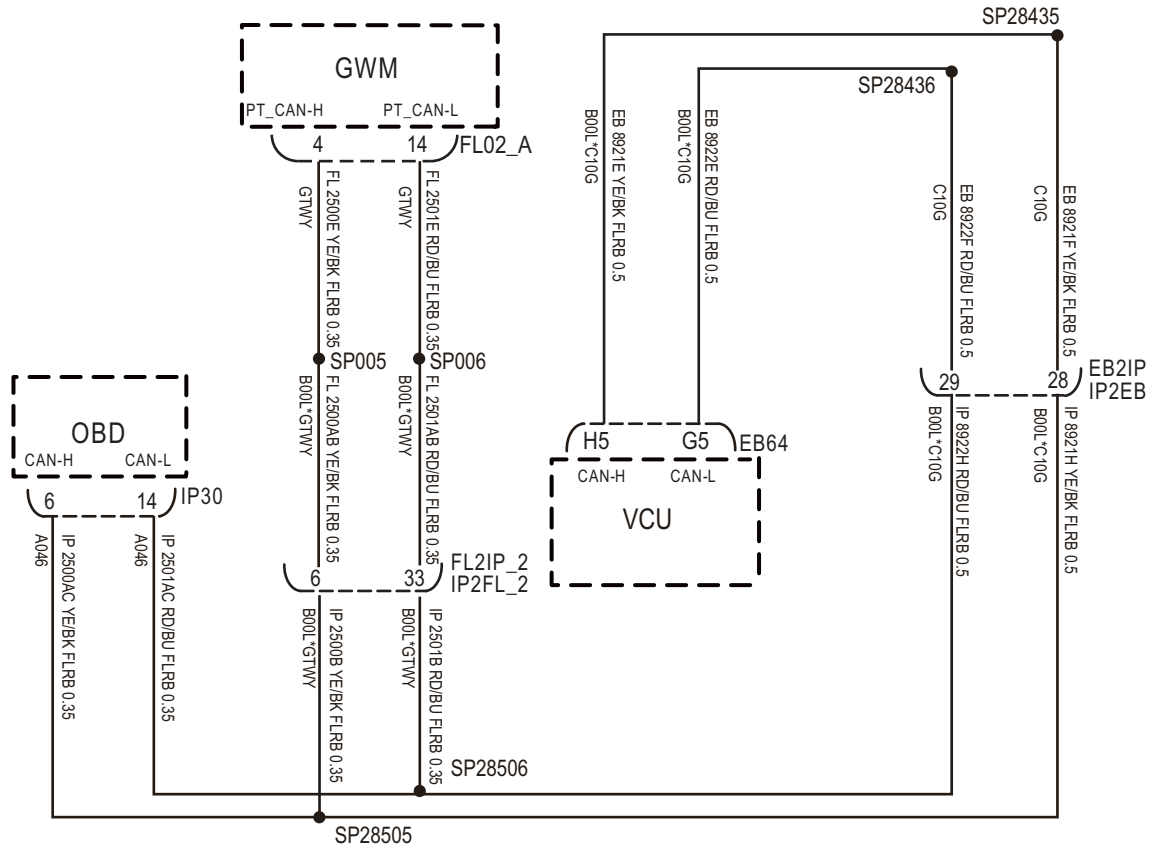 SP28435
GWM
PT_CAN-H PT_CAN-L
4 14 FL02_A
SP28436
FL 2500E YE/BK FLRB 0.35
GTWY
FL 2501E RD/BU FLRB 0.35
GTWY
EB 8921E YE/BK FLRB 0.5
B00L*C10G
EB 8922E RD/BU FLRB 0.5
B00L*C10G
EB 8922F RD/BU FLRB 0.5
C10G
EB 8921F YE/BK FLRB 0.5
C10G
SP005 SP006
FL 2500AB YE/BK FLRB 0.35
B00L*GTWY
FL 2501AB RD/BU FLRB 0.35
B00L*GTWY
29 28 EB2IP
IP2EB
OBD
CAN-H CAN-L
6 14 IP30
H5 G5 EB64
CAN-H CAN-L
VCU
IP 8922H RD/BU FLRB 0.5
B00L*C10G
IP 8921H YE/BK FLRB 0.5
B00L*C10G
IP 2500AC YE/BK FLRB 0.35
A046
IP 2501AC RD/BU FLRB 0.35
A046
6 33 FL2IP_2
IP2FL_2
IP 2500B YE/BK FLRB 0.35
B00L*GTWY
IP 2501B RD/BU FLRB 0.35
B00L*GTWY
SP28506
SP28505